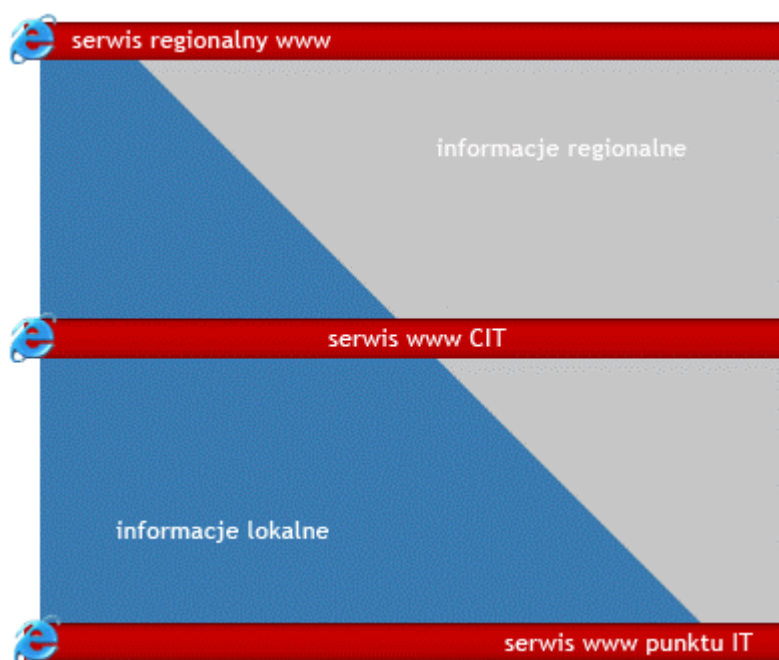 serwis regionalny www
informacje regionalne
serwis www CIT
informacje lokalne
serwis www punktu IT